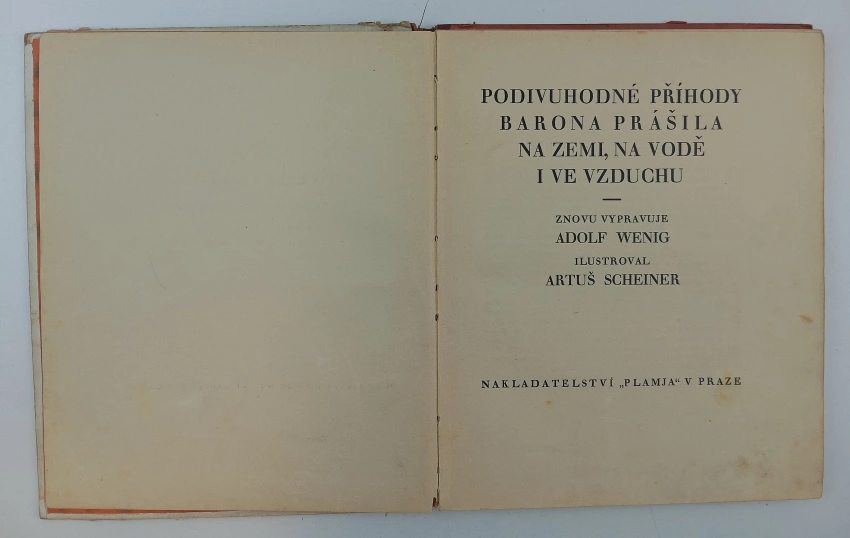 PODIVUHODNÉ PŘÍHODY
BARONA PRÁŠILA
NA ZEMI, NA VODĚ
I VE VZDUCHU
ZNOVU VYPRAVUJE
ADOLF WENIG
ILUSTROVAL
ARTUŠ SCHEINER
NAKLADATELSTVÍ „PLAMJA“ V PRAZE